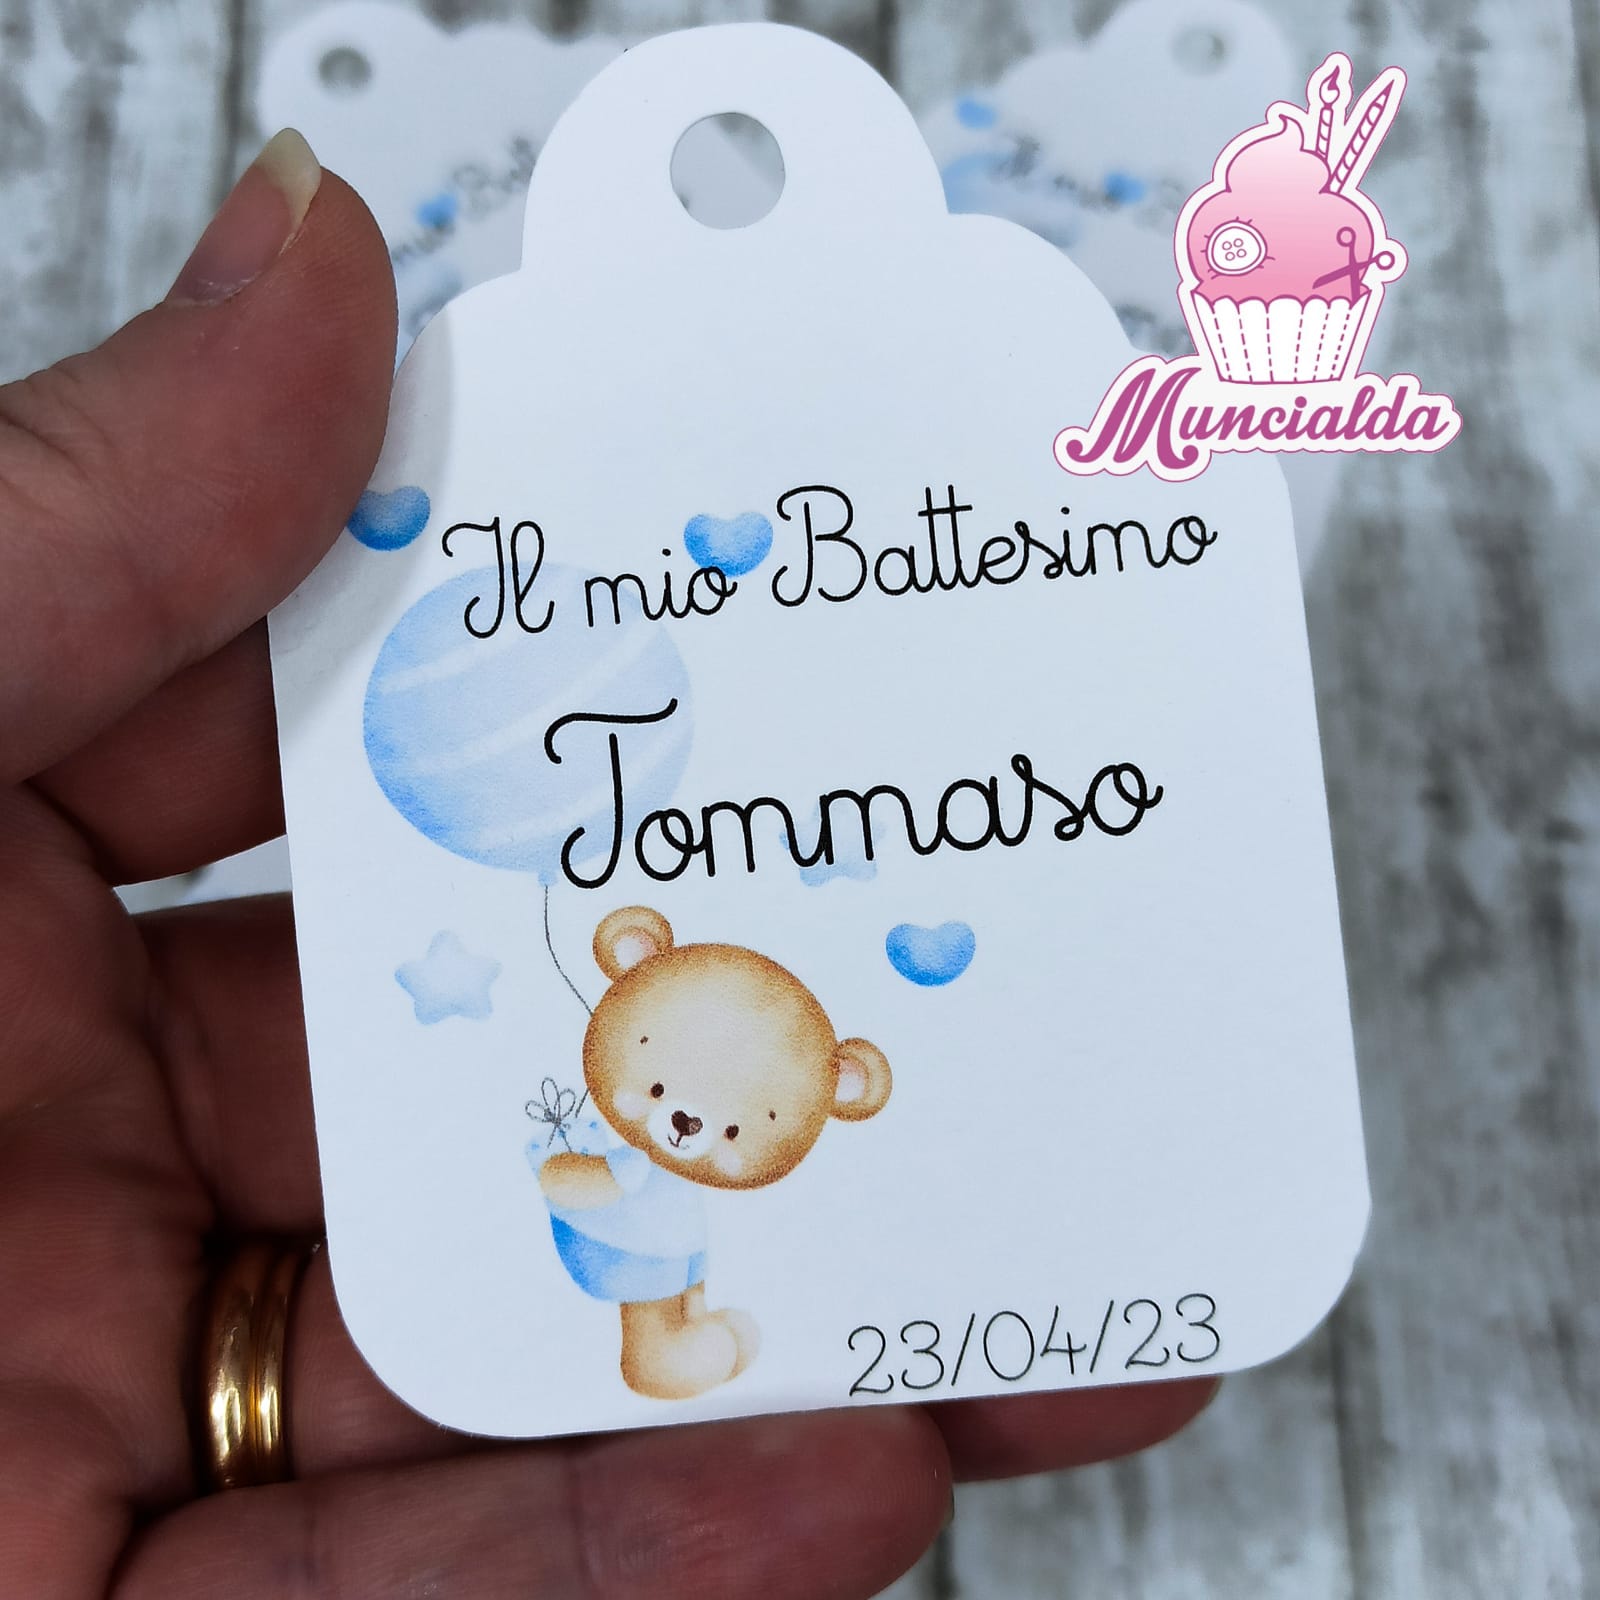 Muncialda
Il mio Battesimo
Tommaso
23/04/23